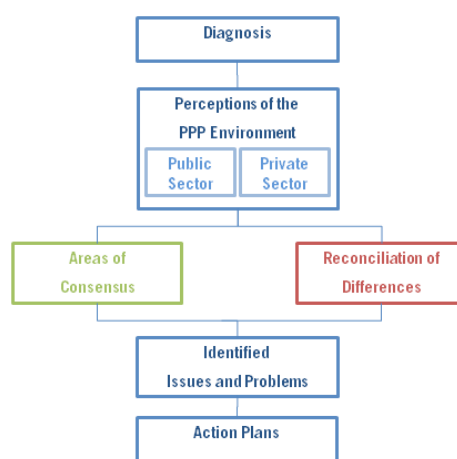 Diagnosis
Perceptions of the
PPP Environment
Public
Sector
Private
Sector
Areas of
Consensus
Reconciliation of
Differences
Identified
Issues and Problems
Action Plans